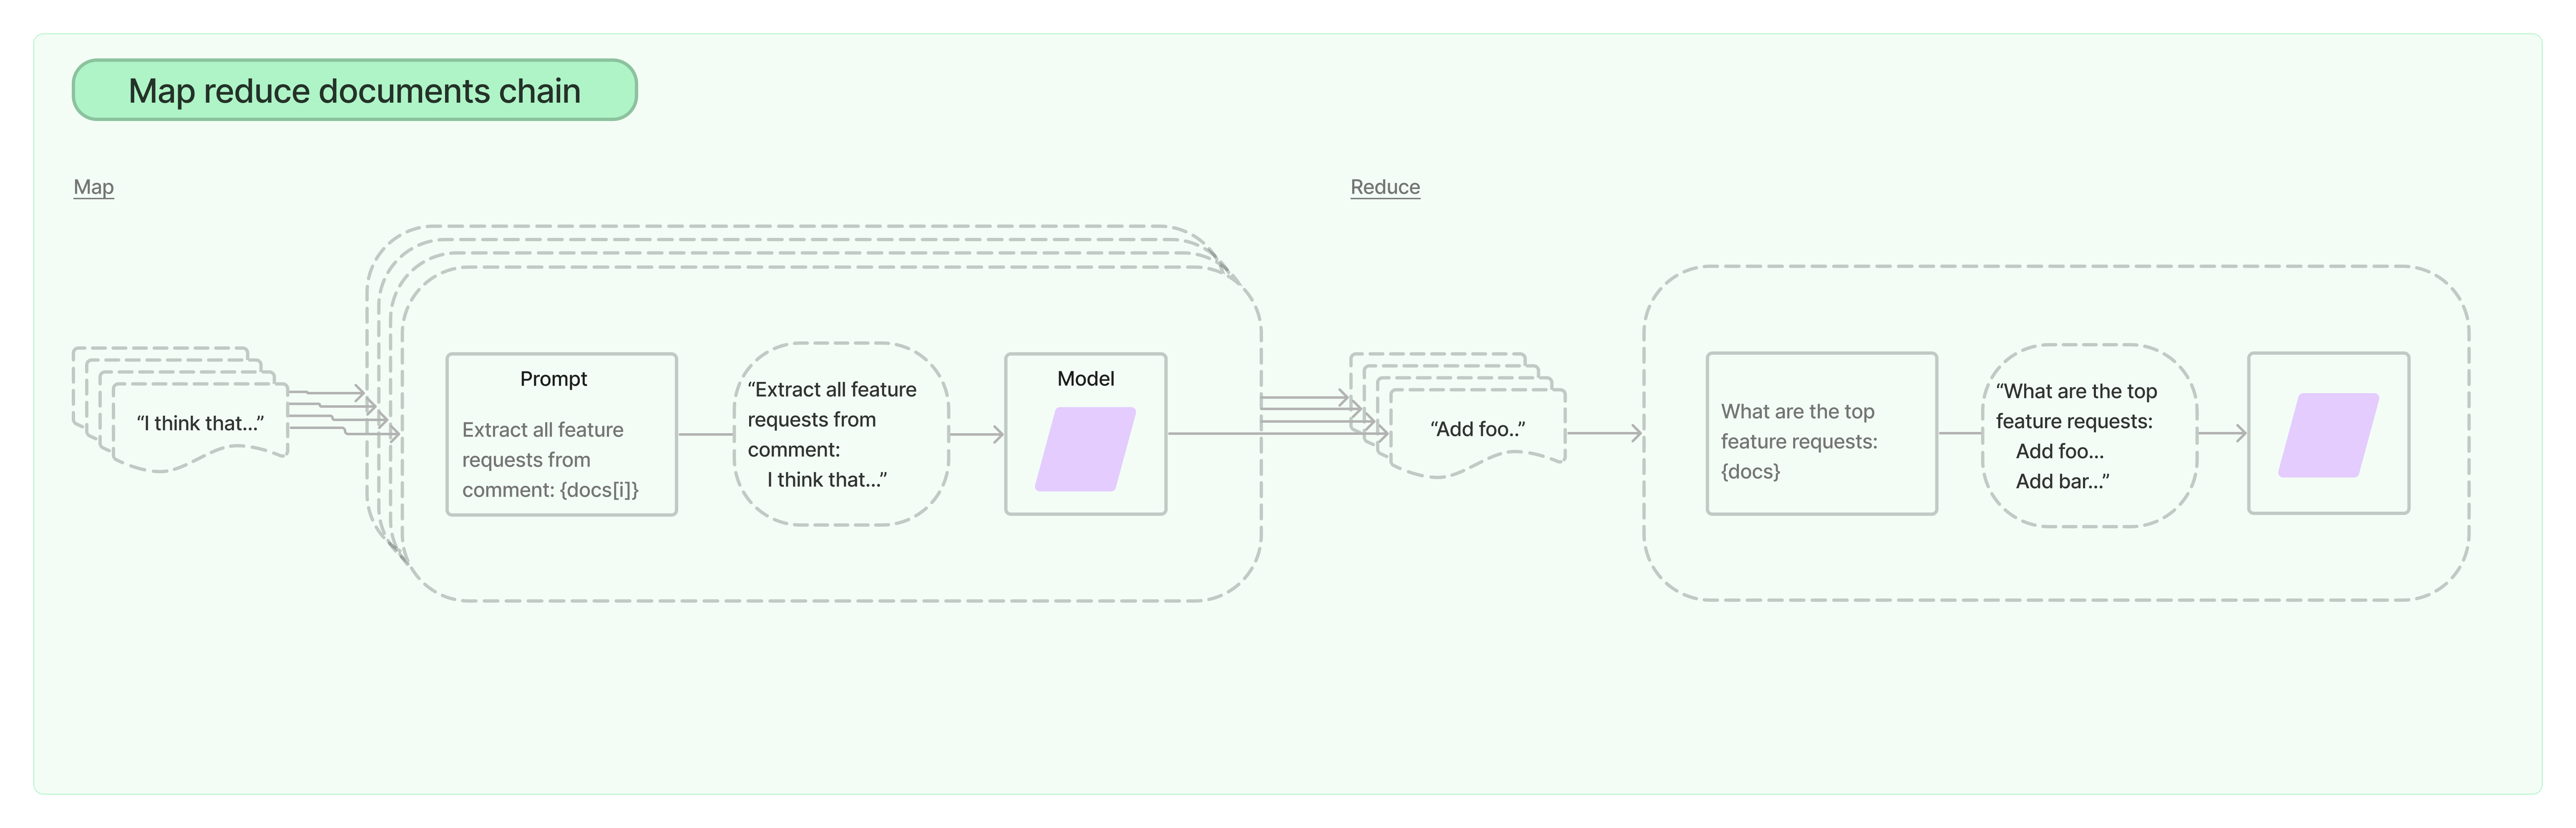 Map reduce documents chain
Map
Reduce
“I think that...”
Prompt
Extract all feature
requests from
comment: {docs[i]}
“Extract all feature
requests from
comment:
I think that...”
Model
“Add foo..”
What are the top
feature requests:
{docs}
“What are the top
feature requests:
Add foo...
Add bar...”